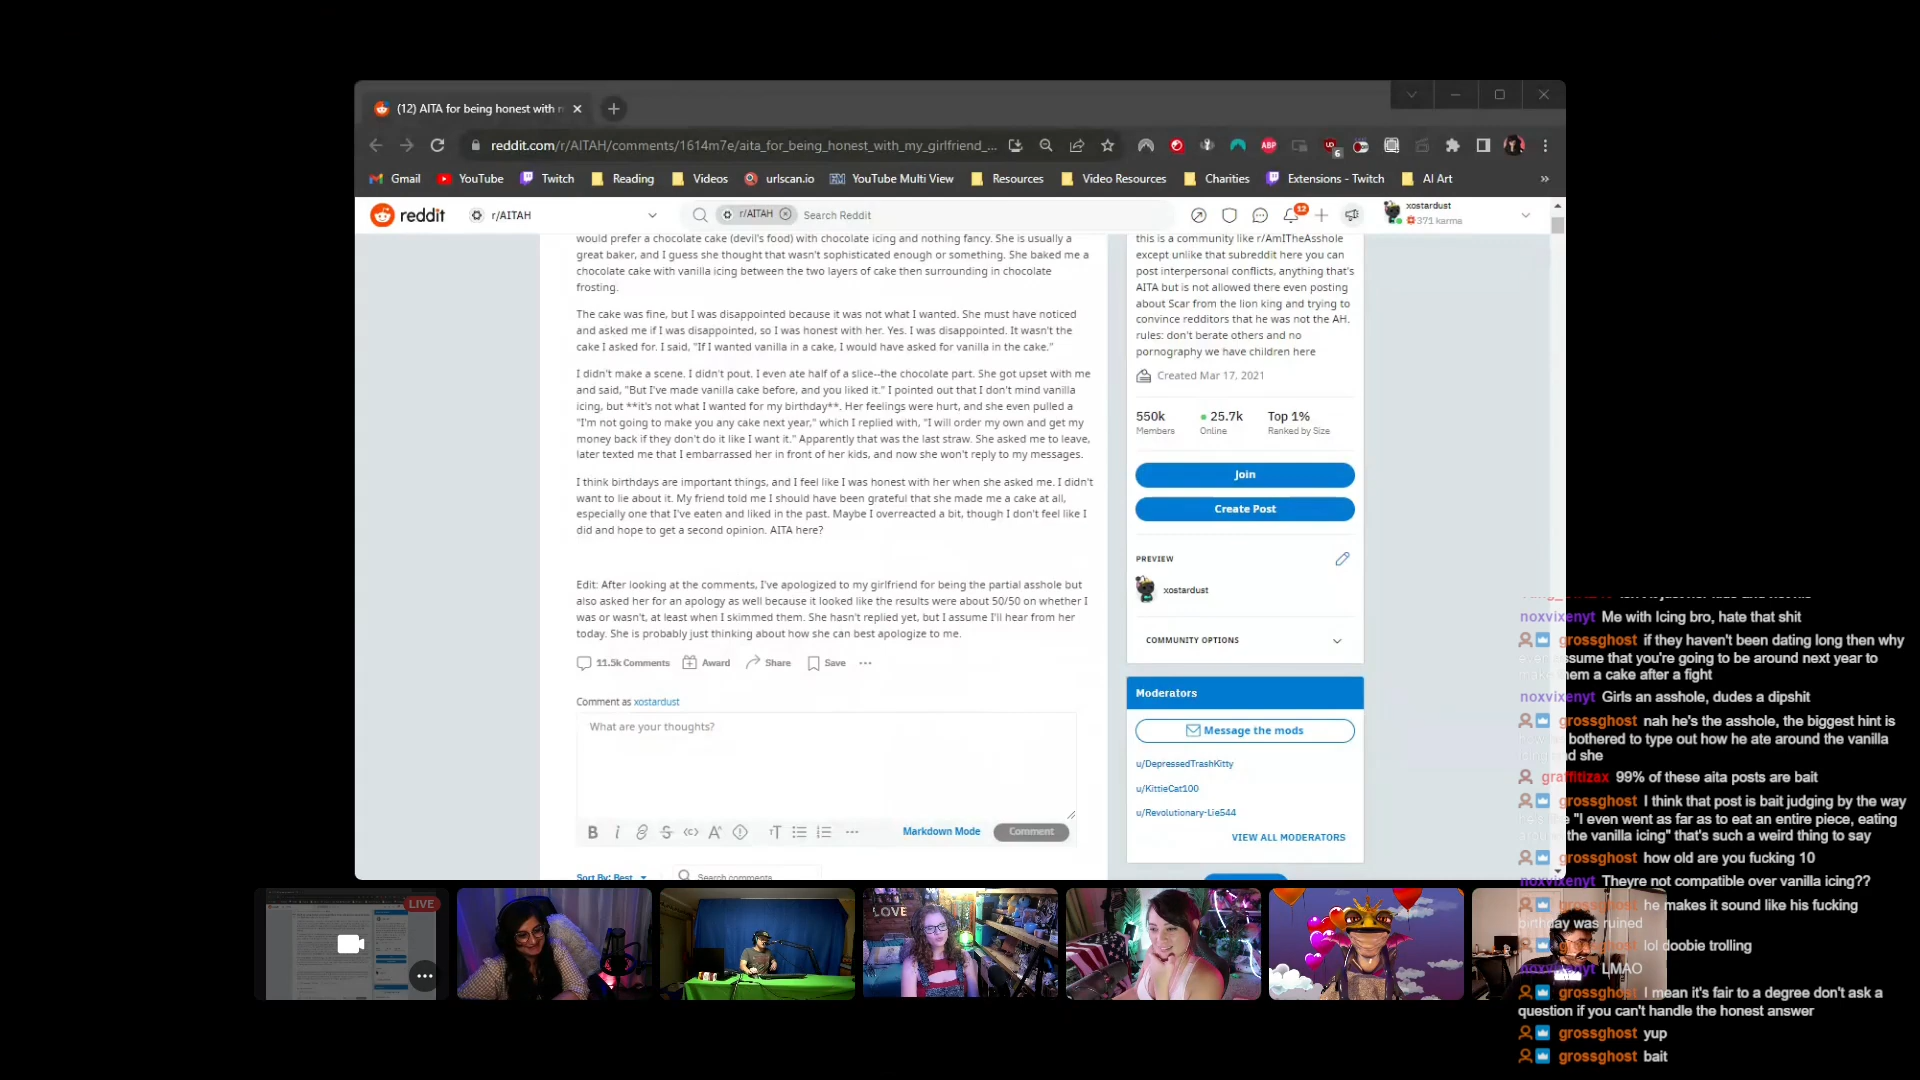 (12) AITA for being honest with
reddit.com/r/AITAH/comments/1614m7e/aita_for_being_honest_with_my_girlfriend_...
ABP
6
Gmail
YouTube
Twitch
Reading
Videos
urlscan.io
YouTube Multi View
Resources
Video Resources
Charities
Extensions - Twitch
AI Art
»
reddit
r/AITAH
r/AITAH
Search Reddit
12
xostardust
371 karma
would prefer a chocolate cake (devil's food) with chocolate icing and nothing fancy. She is usually a
great baker, and I guess she thought that wasn't sophisticated enough or something. She baked me a
chocolate cake with vanilla icing between the two layers of cake then surrounding in chocolate
frosting.
The cake was fine, but I was disappointed because it was not what I wanted. She must have noticed
and asked me if I was disappointed, so I was honest with her. Yes. I was disappointed. It wasn't the
cake I asked for. I said, "If I wanted vanilla in a cake, I would have asked for vanilla in the cake."
I didn't make a scene. I didn't pout. I even ate half of a slice--the chocolate part. She got upset with me
and said, "But I've made vanilla cake before, and you liked it." I pointed out that I don't mind vanilla
icing, but **it's not what I wanted for my birthday**. Her feelings were hurt, and she even pulled a
"I'm not going to make you any cake next year," which I replied with, "I will order my own and get my
money back if they don't do it like I want it." Apparently that was the last straw. She asked me to leave,
later texted me that I embarrassed her in front of her kids, and now she won't reply to my messages.
I think birthdays are important things, and I feel like I was honest with her when she asked me. I didn't
want to lie about it. My friend told me I should have been grateful that she made me a cake at all,
especially one that I've eaten and liked in the past. Maybe I overreacted a bit, though I don't feel like I
did and hope to get a second opinion. AITA here?
Edit: After looking at the comments, I've apologized to my girlfriend for being the partial asshole but
also asked her for an apology as well because it looked like the results were about 50/50 on whether I
was or wasn't, at least when I skimmed them. She hasn't replied yet, but I assume I'll hear from her
today. She is probably just thinking about how she can best apologize to me.
11.5k Comments
Award
Share
Save
Comment as xostardust
What are your thoughts?
Markdown Mode
Comment
Sort By: Best
Search comments
this is a community like r/AmITheAsshole
except unlike that subreddit here you can
post interpersonal conflicts, anything that's
AITA but is not allowed there even posting
about Scar from the lion king and trying to
convince redditors that he was not the AH.
rules: don't berate others and no
pornography we have children here
Created Mar 17, 2021
550k
Members
25.7k
Online
Top 1%
Ranked by Size
Join
Create Post
PREVIEW
xostardust
COMMUNITY OPTIONS
Moderators
Message the mods
u/DepressedTrashKitty
u/KittieCat100
u/Revolutionary-Lie544
VIEW ALL MODERATORS
LIVE
LOVE
noxvixenyt Me with Icing bro, hate that shit
grossghost if they haven't been dating long then why
assume that you're going to be around next year to
them a cake after a fight
noxvixenyt Girls an asshole, dudes a dipshit
grossghost nah he's the asshole, the biggest hint is
bothered to type out how he ate around the vanilla
and she
graffitizax 99% of these aita posts are bait
grossghost I think that post is bait judging by the way
"I even went as far as to eat an entire piece, eating
the vanilla icing" that's such a weird thing to say
grossghost how old are you fucking 10
noxvixenyt Theyre not compatible over vanilla icing??
grossghost he makes it sound like his fucking
birthday was ruined
grossghost lol doobie trolling
noxvixenyt LMAO
grossghost I mean it's fair to a degree don't ask a
question if you can't handle the honest answer
grossghost yup
grossghost bait